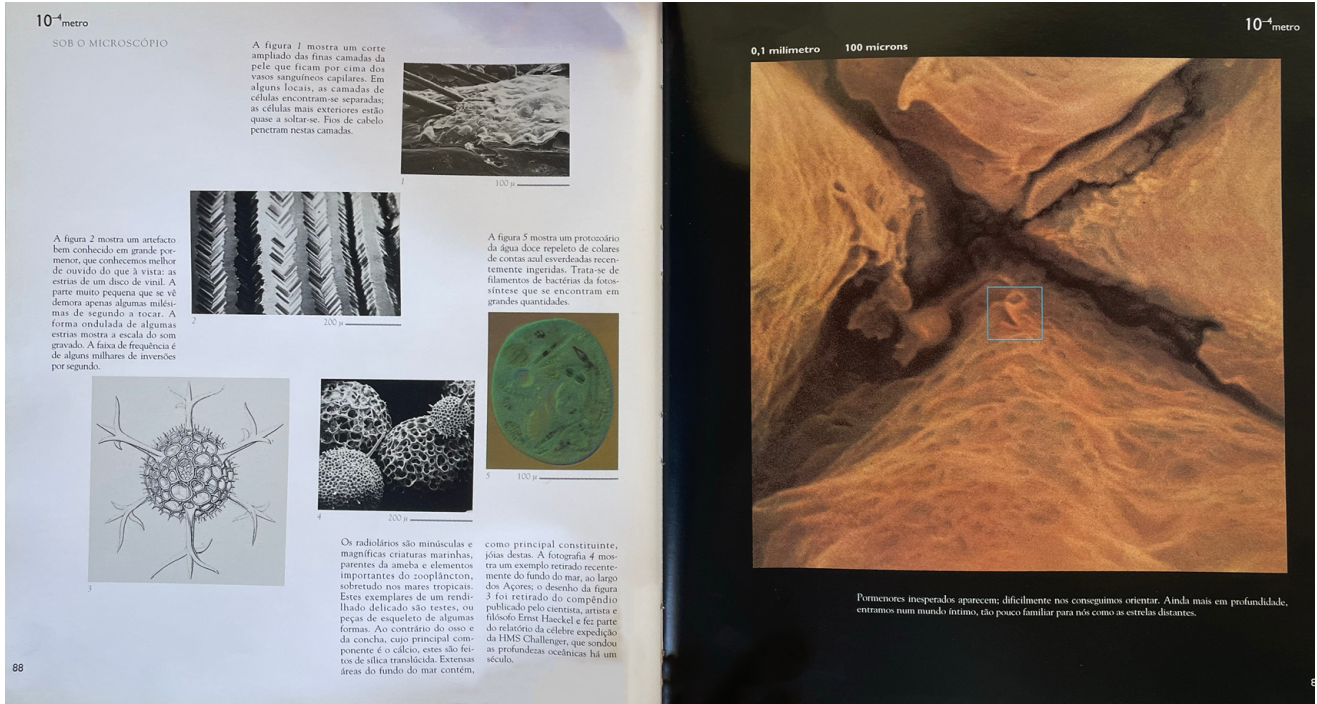 10⁻⁴metro
SOB O MICROSCÓPIO
A figura 1 mostra um corte
ampliado das finas camadas da
pele que ficam por cima dos
vasos sanguíneos capilares. Em
alguns locais, as camadas de
células encontram-se separadas;
as células mais exteriores estão
quase a soltar-se. Fios de cabelo
penetram nestas camadas.
1
100 µ
A figura 2 mostra um artefacto
bem conhecido em grande por-
menor, que conhecemos melhor
de ouvido do que à vista: as
estrias de um disco de vinil. A
parte muito pequena que se vê
demora apenas algumas milési-
mas de segundo a tocar. A
forma ondulada de algumas
estrias mostra a escala do som
gravado. A faixa de frequência é
de alguns milhares de inversões
por segundo.
2
200 µ
A figura 5 mostra um protozoário
da água doce repleto de colares
de contas azul esverdeadas recen-
temente ingeridas. Trata-se de
filamentos de bactérias da fotos-
síntese que se encontram em
grandes quantidades.
5
100 µ
3
4
200 µ
Os radiolários são minúsculas e
magníficas criaturas marinhas,
parentes da ameba e elementos
importantes do zooplâncton,
sobretudo nos mares tropicais.
Estes exemplares de um rendi-
lhado delicado são testes, ou
peças de esqueleto de algumas
formas. Ao contrário do osso e
da concha, cujo principal com-
ponente é o cálcio, estes são fei-
tos de sílica translúcida. Extensas
áreas do fundo do mar contêm,
como principal constituinte,
jóias destas. A fotografia 4 mos-
tra um exemplo retirado recente-
mente do fundo do mar, ao largo
dos Açores; o desenho da figura
3 foi retirado do compêndio
publicado pelo cientista, artista e
filósofo Ernst Haeckel e fez parte
do relatório da célebre expedição
da HMS Challenger, que sondou
as profundezas oceânicas há um
século.
88
10⁻⁴metro
0,1 milímetro 100 microns
Pormenores inesperados aparecem; dificilmente nos conseguimos orientar. Ainda mais em profundidade,
entramos num mundo íntimo, tão pouco familiar para nós como as estrelas distantes.